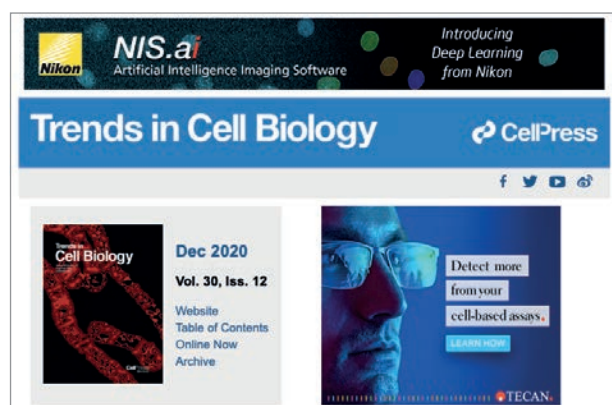 Nikon
NIS.ai
Artificial Intelligence Imaging Software
Introducing
Deep Learning
from Nikon
Trends in Cell Biology
CellPress
Trends in
Cell Biology
CellPress
Dec 2020
Vol. 30, Iss. 12
Website
Table of Contents
Online Now
Archive
Detect more
from your
cell-based assays.
LEARN HOW
TECAN.